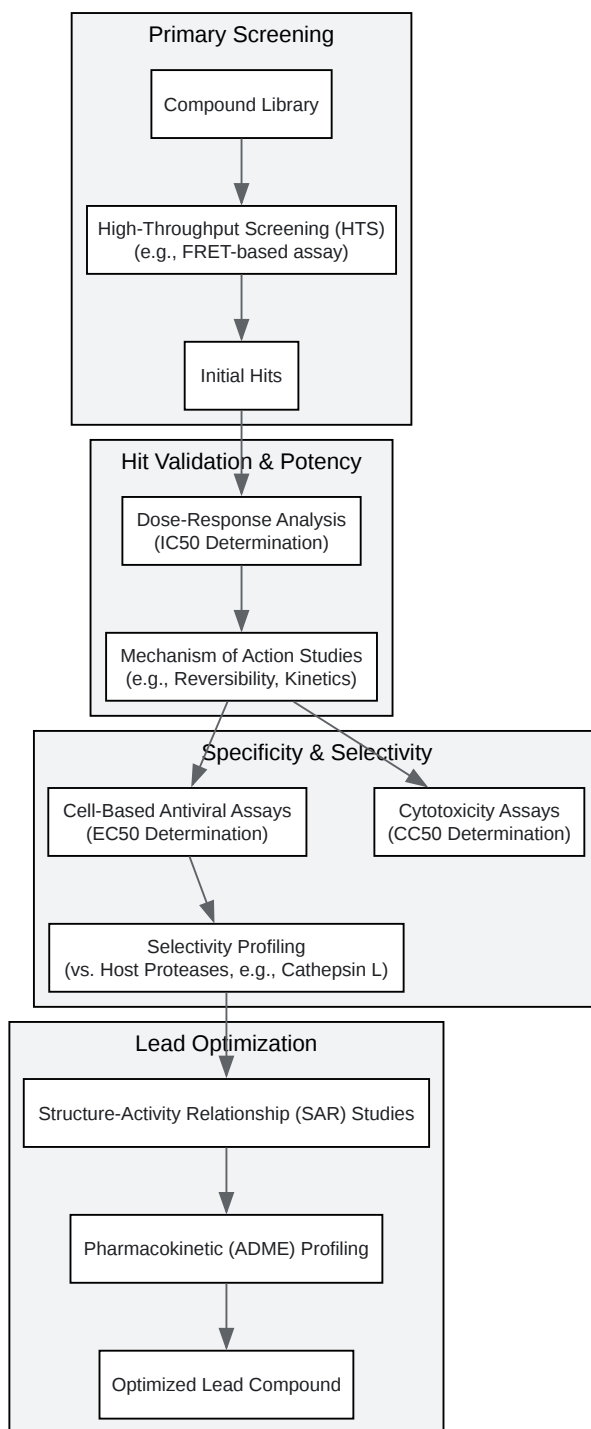 Primary Screening
Compound Library
High-Throughput Screening (HTS)
(e.g., FRET-based assay)
Initial Hits
Hit Validation & Potency
Dose-Response Analysis
(IC50 Determination)
Mechanism of Action Studies
(e.g., Reversibility, Kinetics)
Specificity & Selectivity
Cell-Based Antiviral Assays
(EC50 Determination)
Cytotoxicity Assays
(CC50 Determination)
Selectivity Profiling
(vs. Host Proteases, e.g., Cathepsin L)
Lead Optimization
Structure-Activity Relationship (SAR) Studies
Pharmacokinetic (ADME) Profiling
Optimized Lead Compound